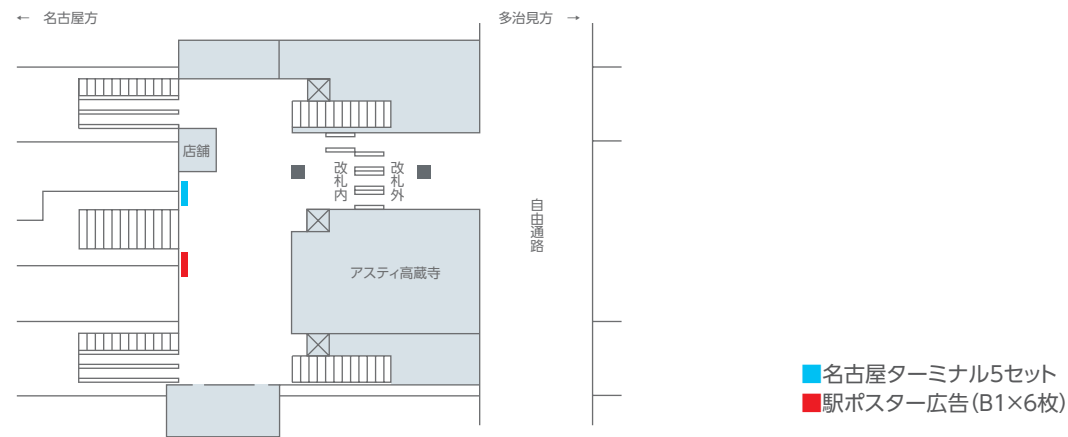 ← 名古屋方
多治見方 →
店舗
改札内
改札外
自由通路
アスティ高蔵寺
■名古屋ターミナル5セット
■駅ポスター広告(B1×6枚)